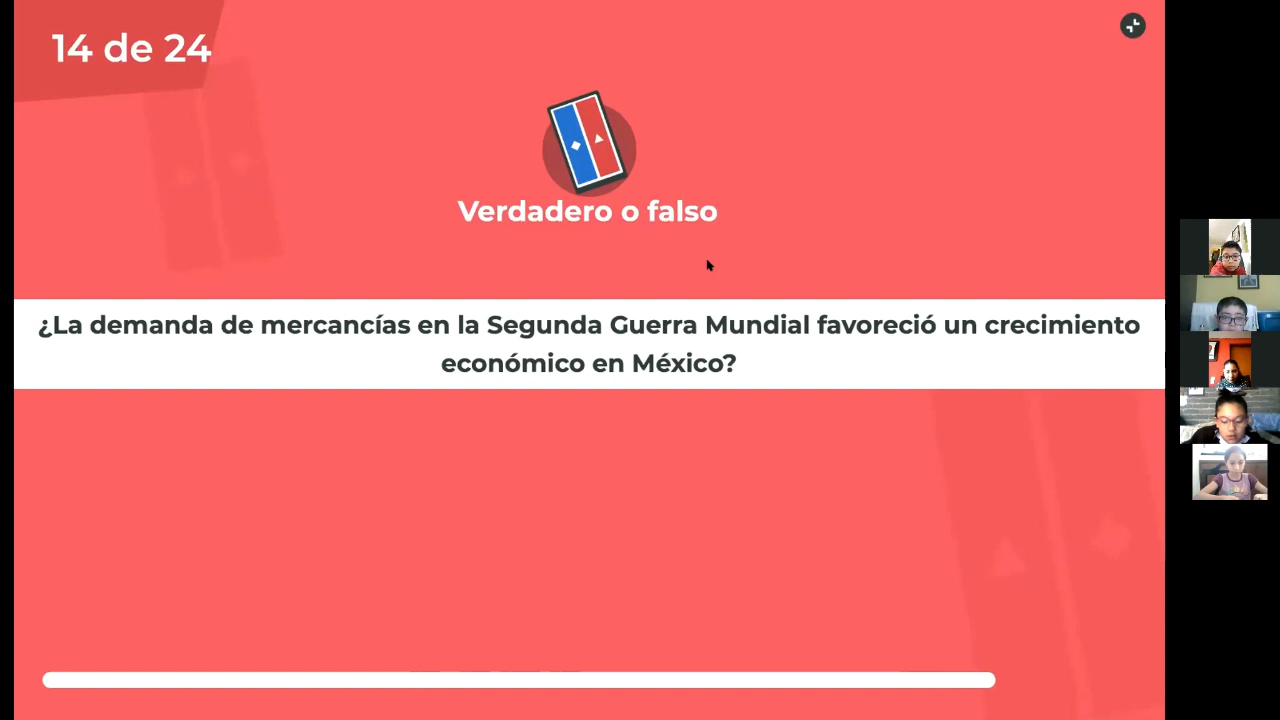 14 de 24
Verdadero o falso
¿La demanda de mercancías en la Segunda Guerra Mundial favoreció un crecimiento
económico en México?